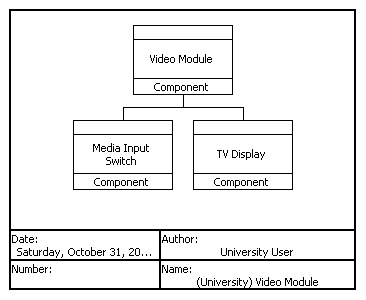 Video Module
Component
Media Input
Switch
Component
TV Display
Component
Date:
Saturday, October 31, 20...
Author:
University User
Number:
Name:
(University) Video Module